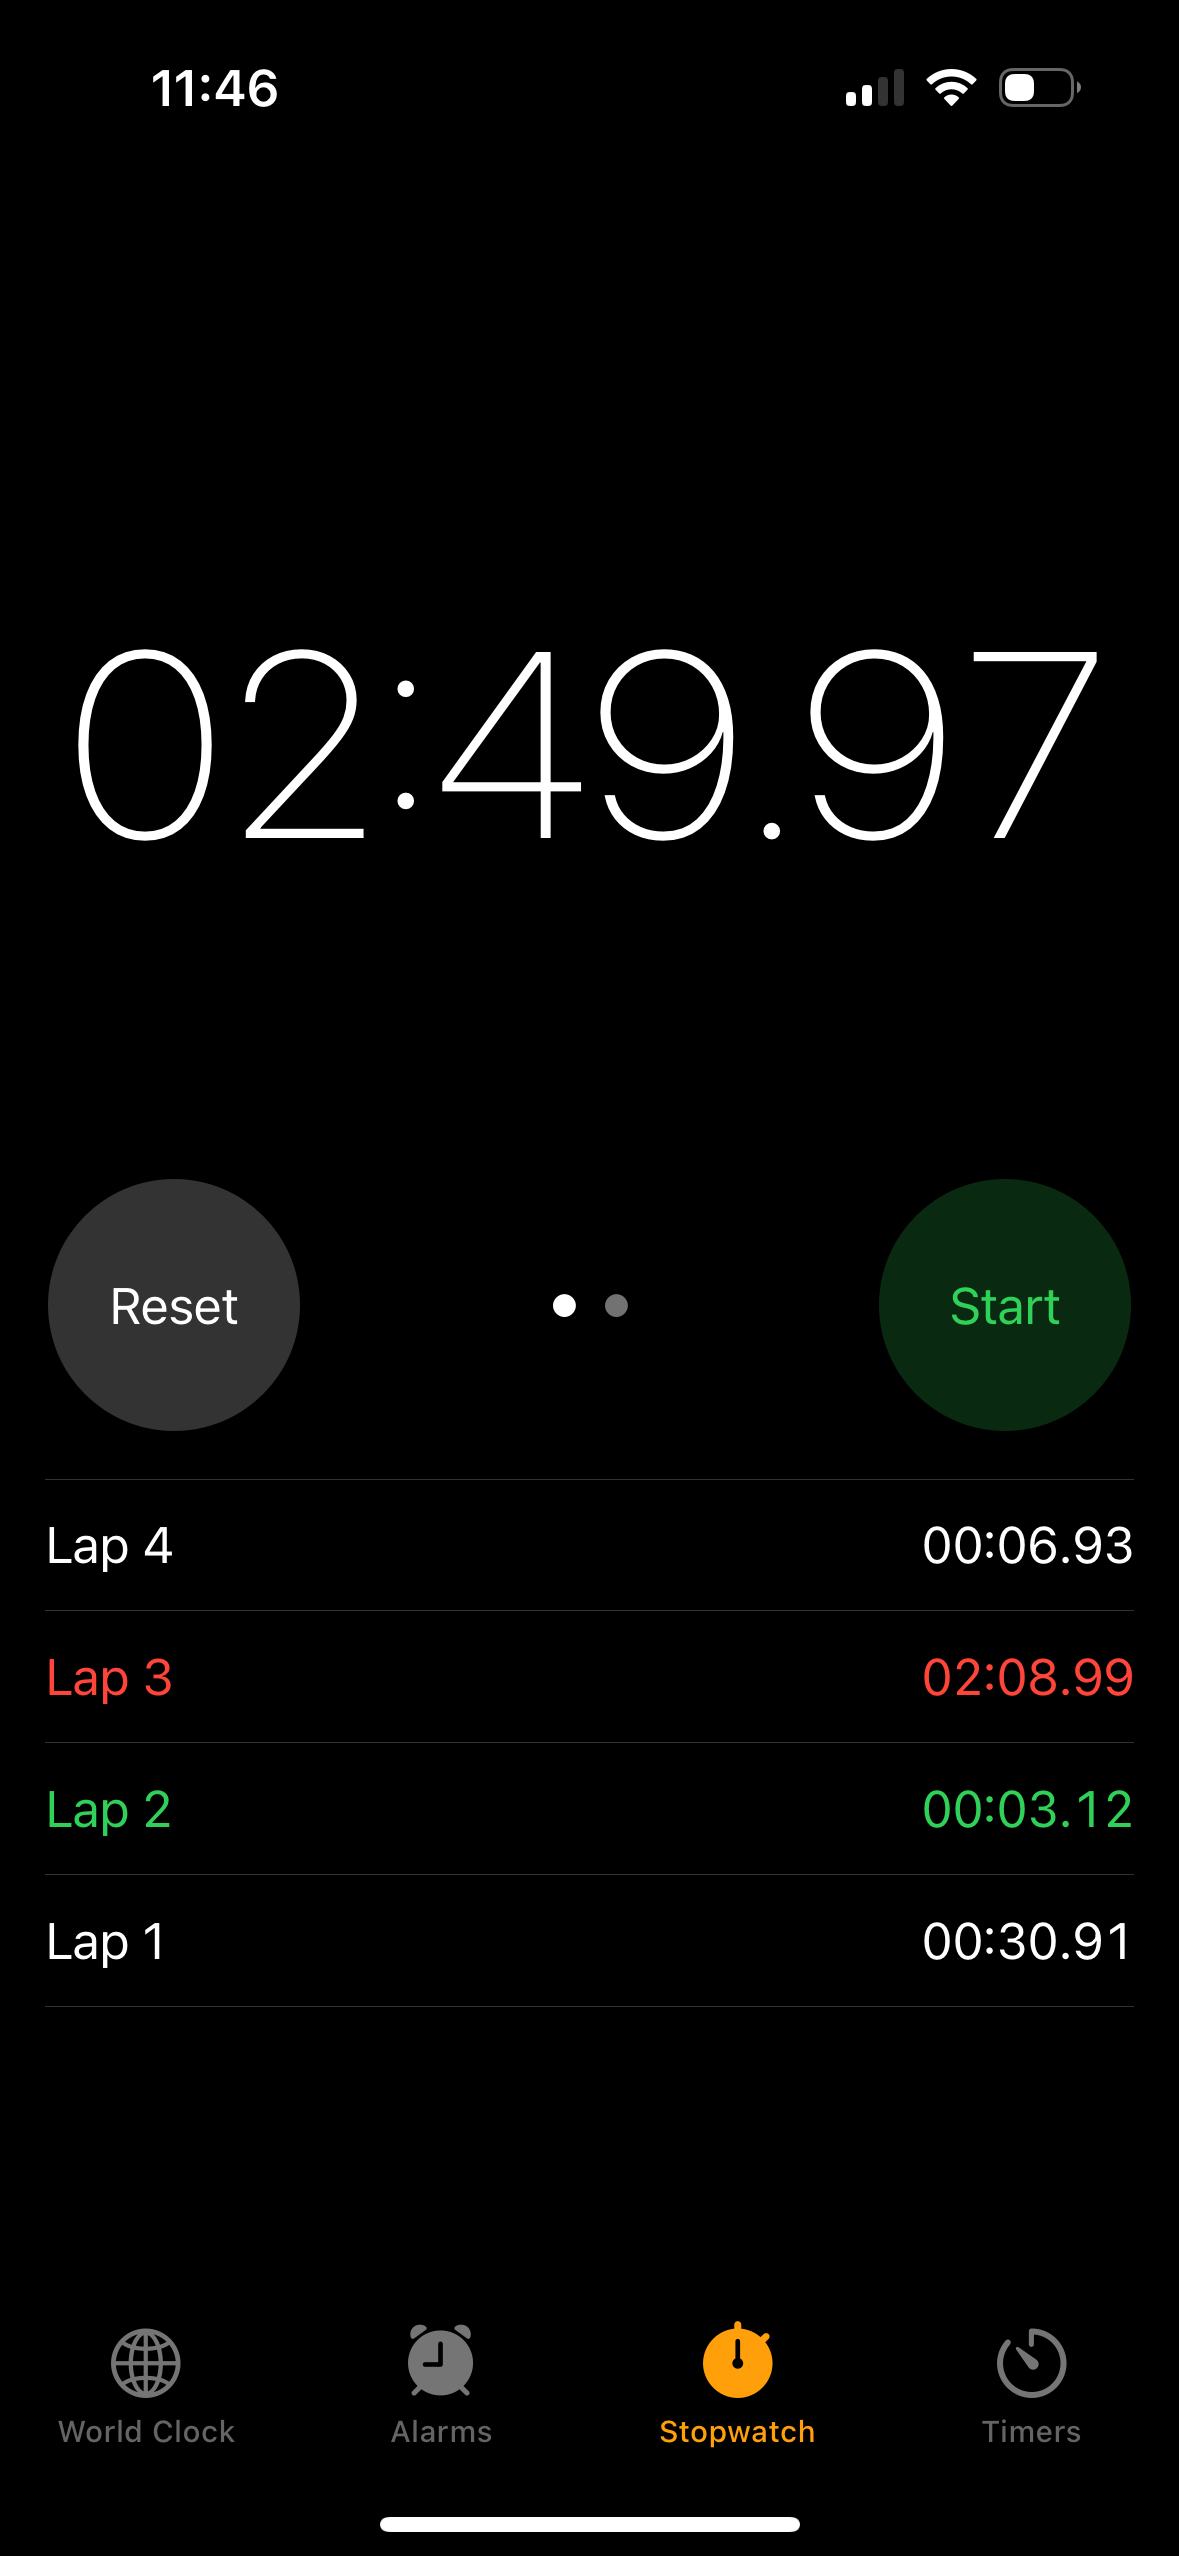 11:46
02:49.97
Reset
Start
Lap 4 00:06.93
Lap 3 02:08.99
Lap 2 00:03.12
Lap 1 00:30.91
World Clock Alarms Stopwatch Timers